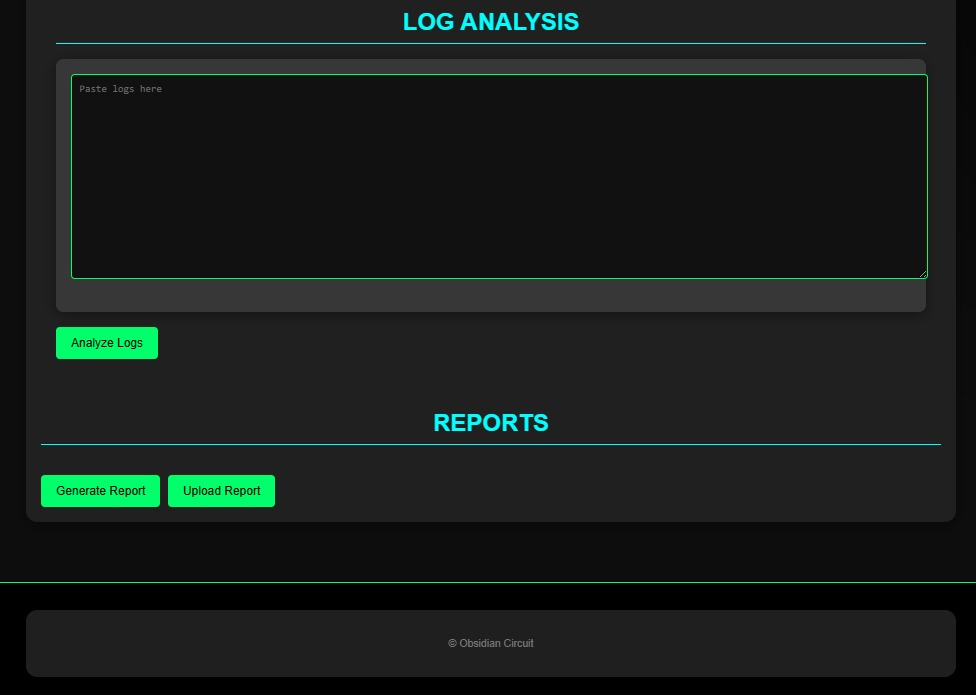 LOG ANALYSIS
Paste logs here
Analyze Logs
REPORTS
Generate Report
Upload Report
© Obsidian Circuit